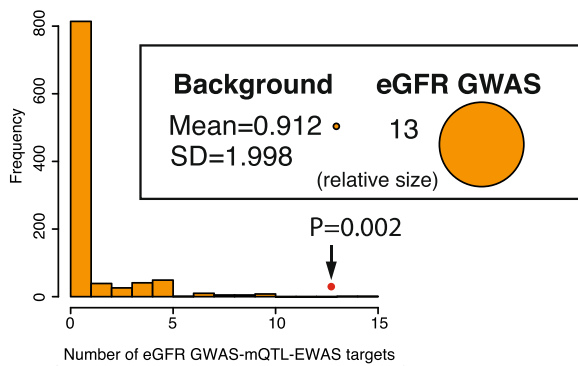 800
600
400
200
0
Frequency
Background
eGFR GWAS
Mean=0.912
13
SD=1.998
(relative size)
P=0.002
0 5 10 15
Number of eGFR GWAS-mQTL-EWAS targets